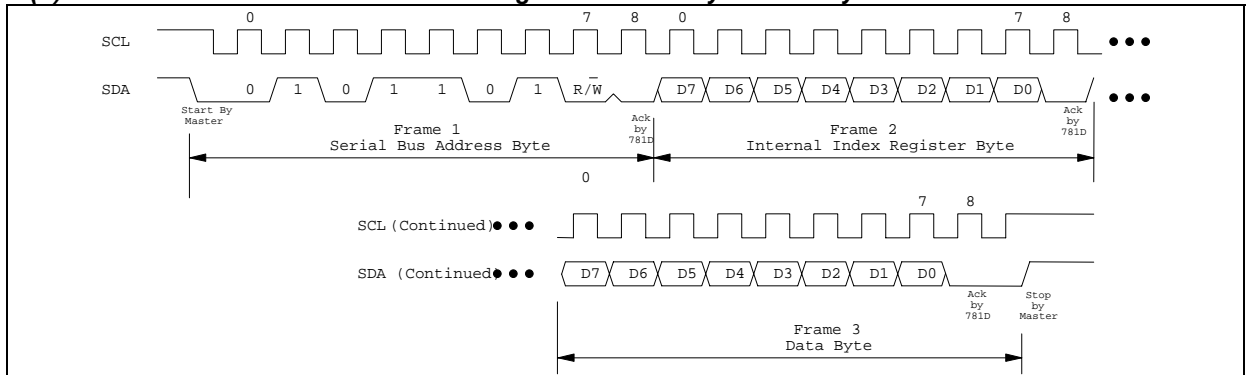 0 7 8 0 7 8
SCL
SDA 0 1 0 1 1 0 1 R/W D7 D6 D5 D4 D3 D2 D1 D0
Start By
Master
Ack
by
781D
Ack
by
781D
Frame 1
Serial Bus Address Byte
Frame 2
Internal Index Register Byte
0 7 8
SCL (Continued)
SDA (Continued) D7 D6 D5 D4 D3 D2 D1 D0
Ack
by
781D
Stop
by
Master
Frame 3
Data Byte